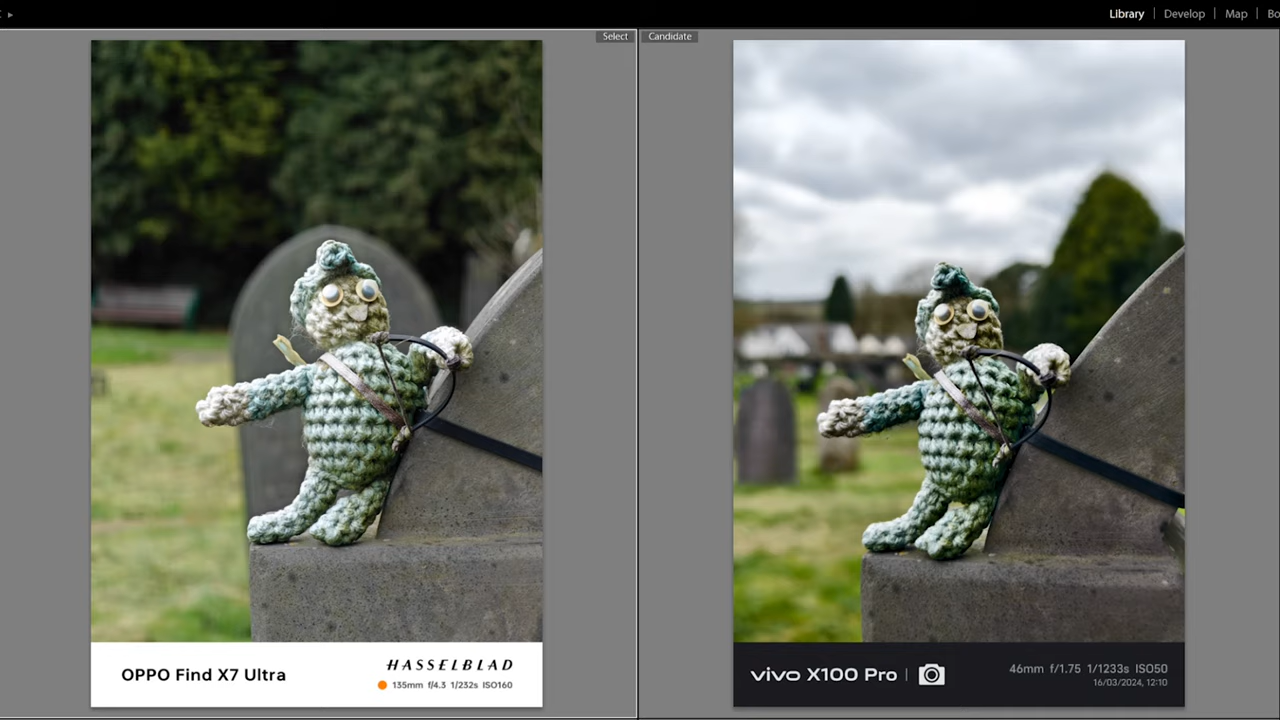 Library | Develop | Map | Bo
Select
Candidate
OPPO Find X7 Ultra
HASSELBLAD
135mm f/4.3 1/232s ISO160
vivo X100 Pro
46mm f/1.75 1/1233s ISO50
16/03/2024, 12:10